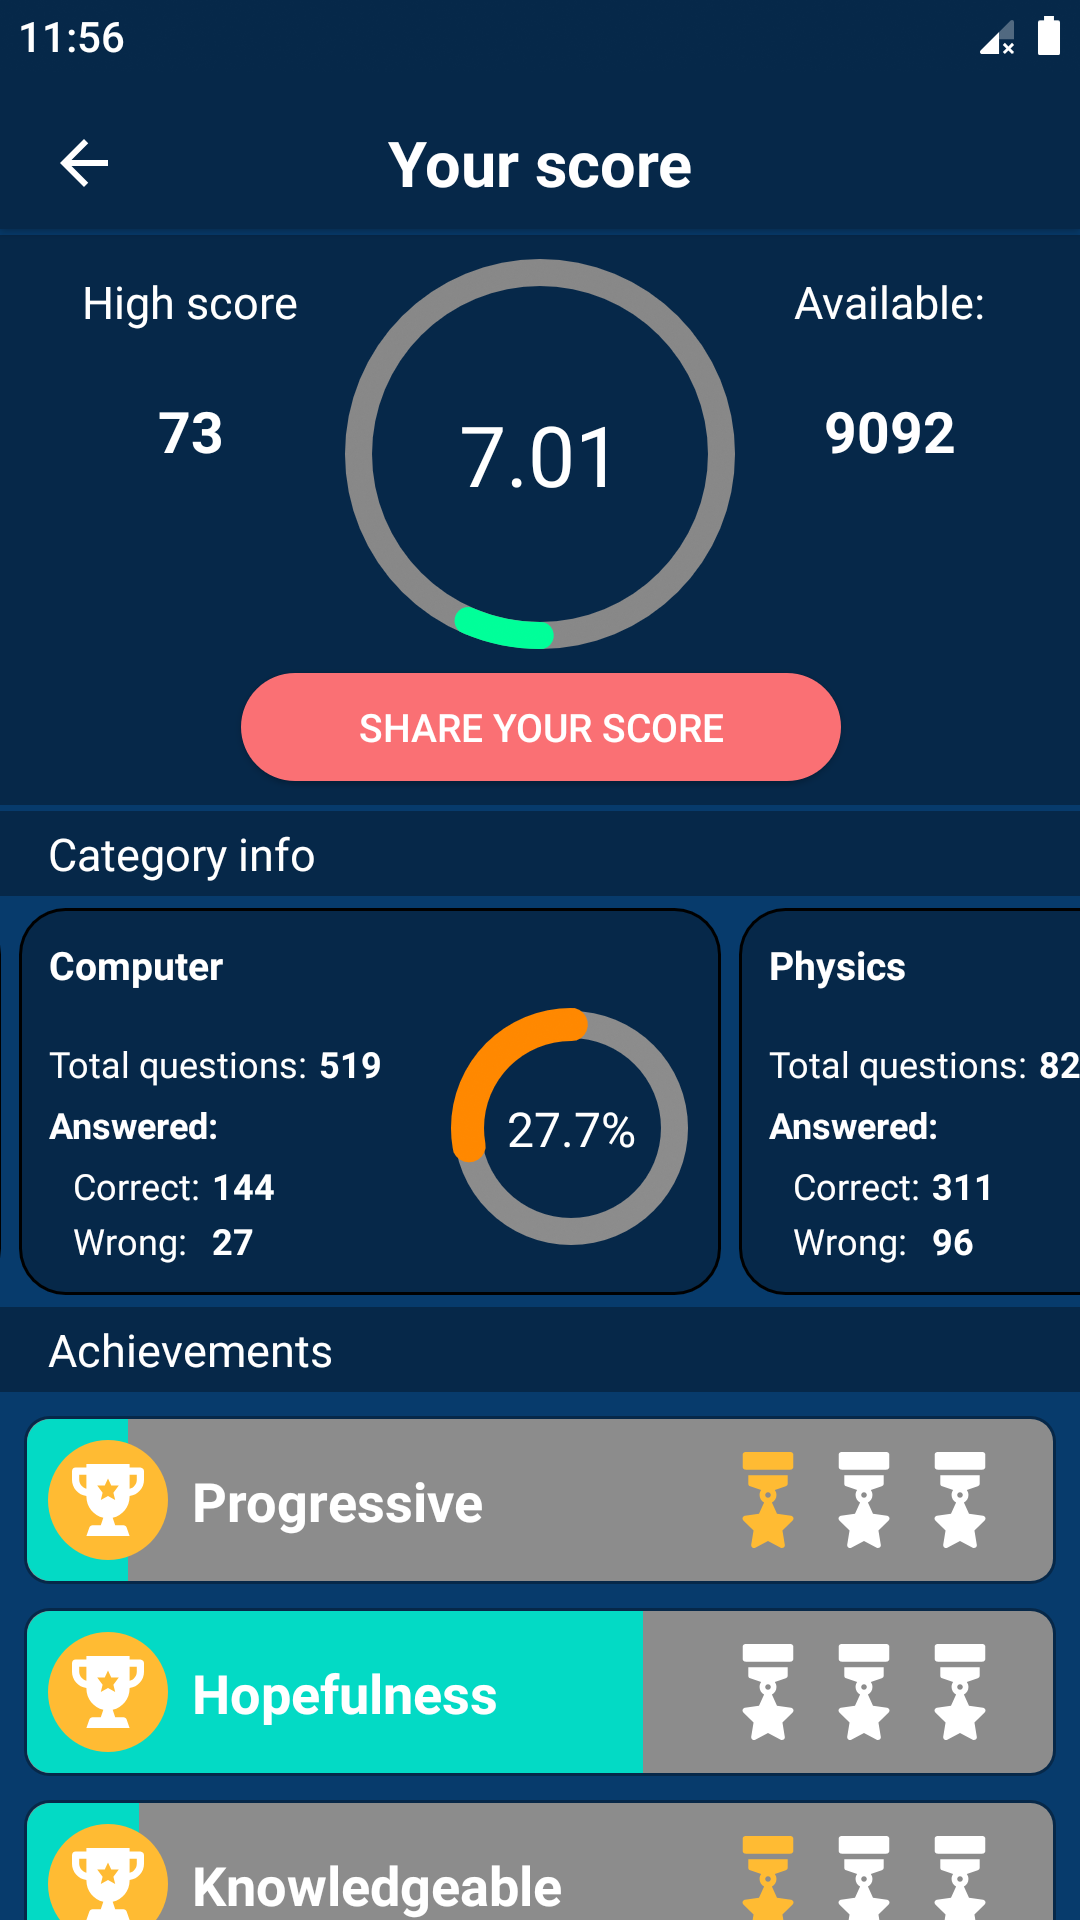 11:56
Your score
High score
73
7.01
Available:
9092
SHARE YOUR SCORE
Category info
Computer
Total questions: 519
Answered:
Correct: 144
Wrong: 27
27.7%
Physics
Total questions: 82
Answered:
Correct: 311
Wrong: 96
Achievements
Progressive
Hopefulness
Knowledgeable